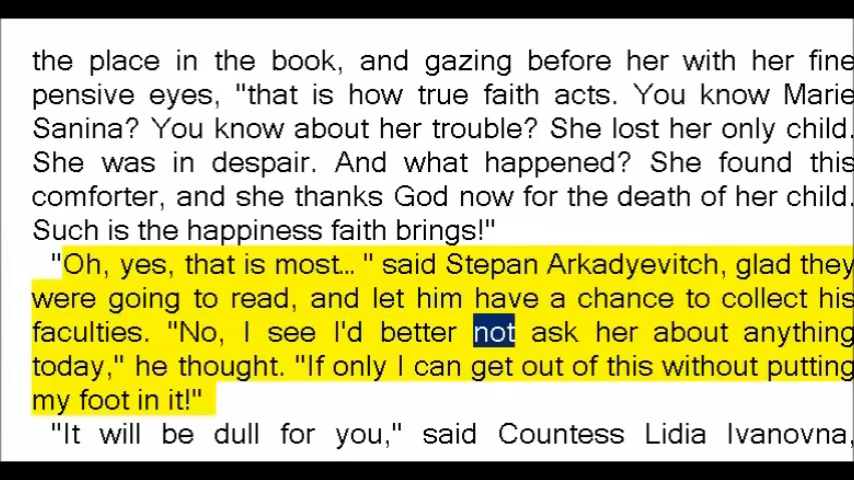 the place in the book, and gazing before her with her fine
pensive eyes, "that is how true faith acts. You know Marie
Sanina? You know about her trouble? She lost her only child.
She was in despair. And what happened? She found this
comforter, and she thanks God now for the death of her child.
Such is the happiness faith brings!"
"Oh, yes, that is most... " said Stepan Arkadyevitch, glad they
were going to read, and let him have a chance to collect his
faculties. "No, I see I'd better not ask her about anything
today," he thought. "If only I can get out of this without putting
my foot in it!"
"It will be dull for you," said Countess Lidia Ivanovna,